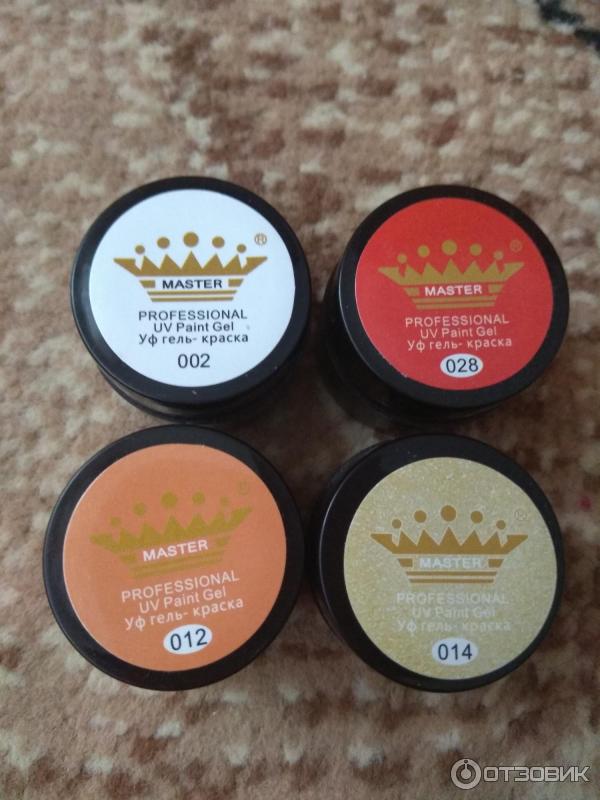 ®
MASTER
PROFESSIONAL
UV Paint Gel
Уф гель- краска
002
®
MASTER
PROFESSIONAL
UV Paint Gel
Уф гель- краска
028
®
MASTER
PROFESSIONAL
UV Paint Gel
Уф гель- краска
012
®
MASTER
PROFESSIONAL
UV Paint Gel
Уф гель- краска
014
ОТЗОВИК